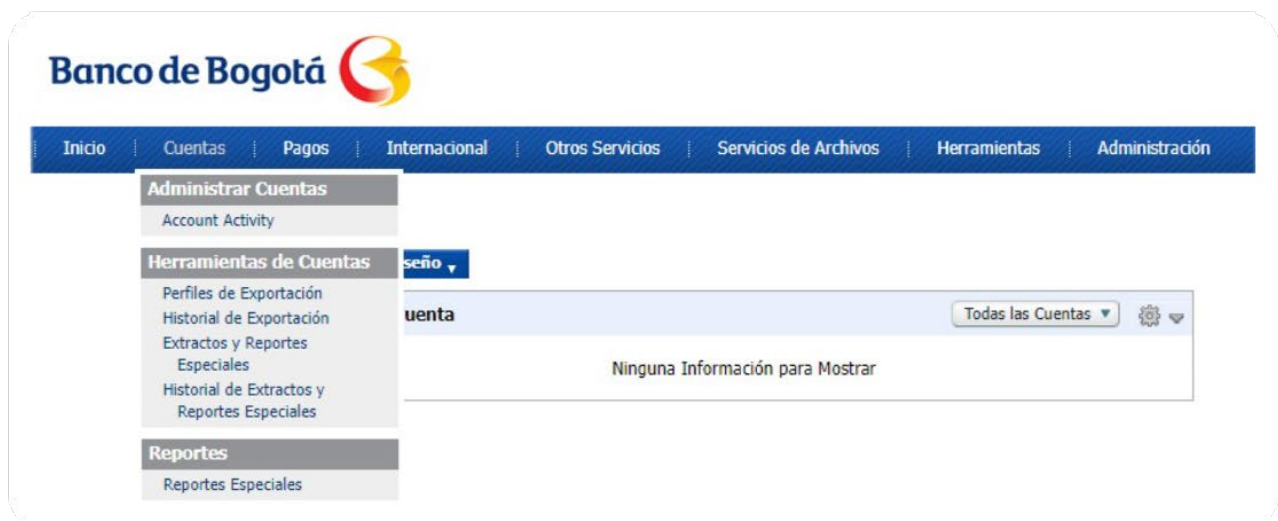 Banco de Bogotá
Inicio Cuentas Pagos Internacional Otros Servicios Servicios de Archivos Herramientas Administración
Administrar Cuentas
Account Activity
Herramientas de Cuentas
seño
Perfiles de Exportación
Historial de Exportación
uenta
Todas las Cuentas
Extractos y Reportes
Especiales
Ninguna Información para Mostrar
Historial de Extractos y
Reportes Especiales
Reportes
Reportes Especiales